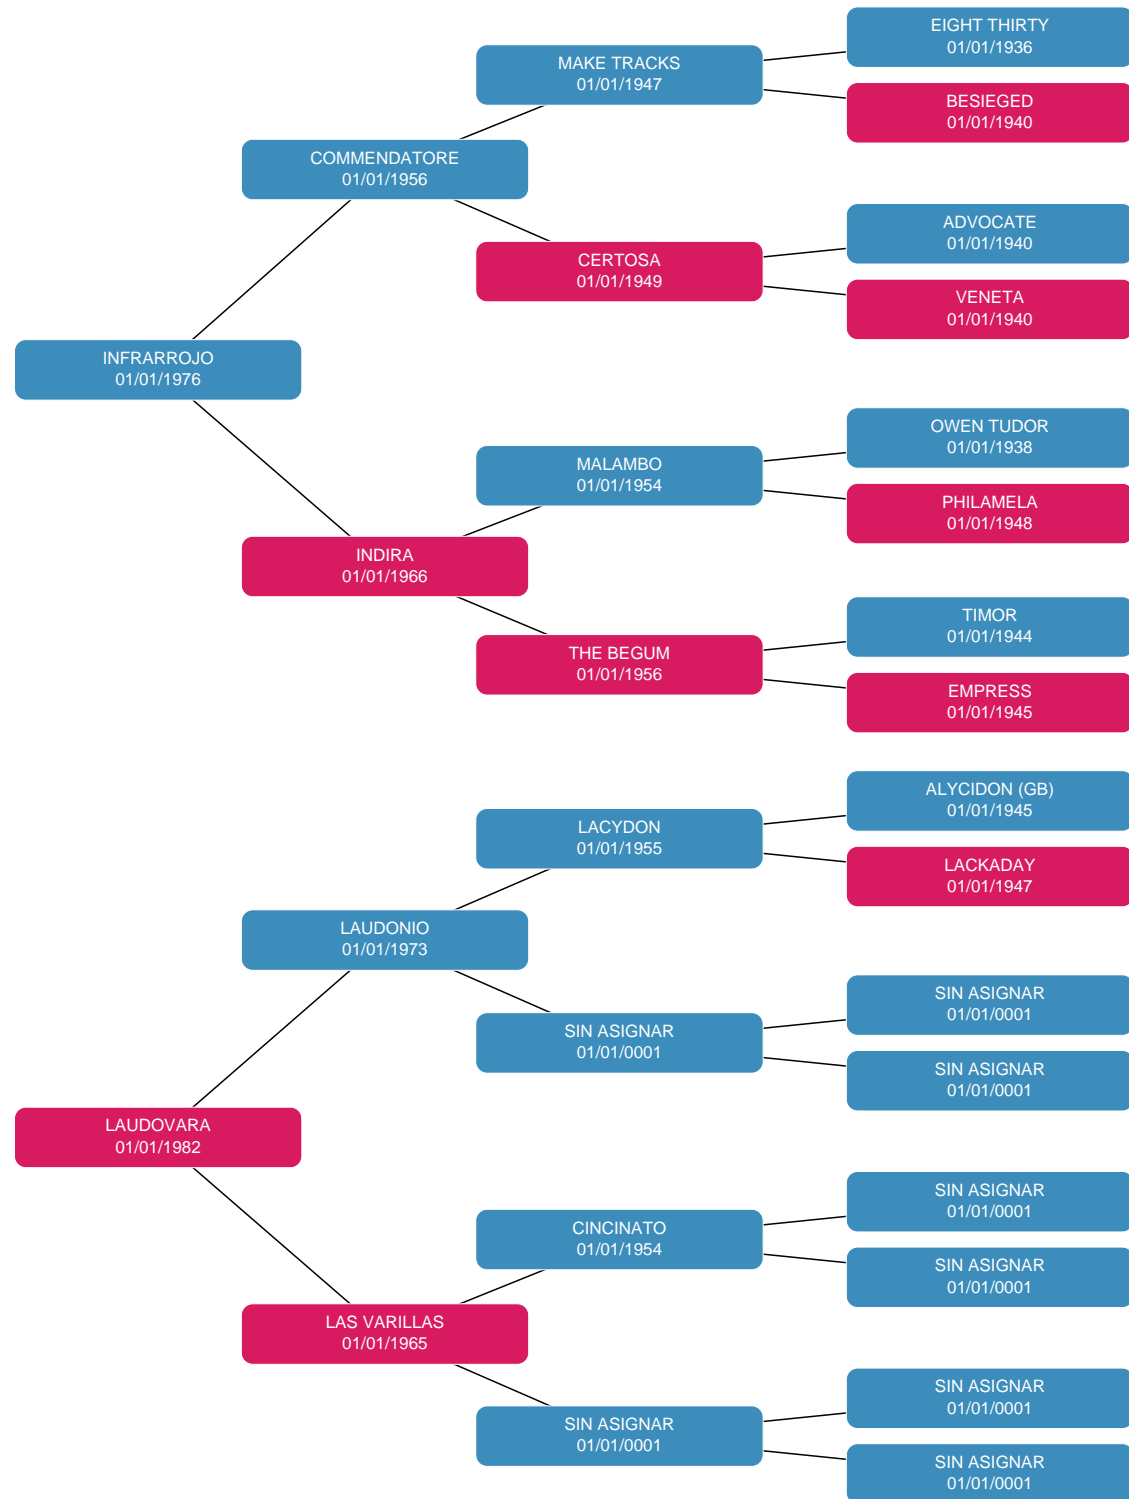 EIGHT THIRTY
01/01/1936
MAKE TRACKS
01/01/1947
BESIEGED
01/01/1940
COMMENDATORE
01/01/1956
ADVOCATE
01/01/1940
CERTOSA
01/01/1949
VENETA
01/01/1940
INFRARROJO
01/01/1976
OWEN TUDOR
01/01/1938
MALAMBO
01/01/1954
PHILAMELA
01/01/1948
INDIRA
01/01/1966
TIMOR
01/01/1944
THE BEGUM
01/01/1956
EMPRESS
01/01/1945
ALYCIDON (GB)
01/01/1945
LACYDON
01/01/1955
LACKADAY
01/01/1947
LAUDONIO
01/01/1973
SIN ASIGNAR
01/01/0001
SIN ASIGNAR
01/01/0001
SIN ASIGNAR
01/01/0001
LAUDOVARA
01/01/1982
SIN ASIGNAR
01/01/0001
CINCINATO
01/01/1954
SIN ASIGNAR
01/01/0001
LAS VARILLAS
01/01/1965
SIN ASIGNAR
01/01/0001
SIN ASIGNAR
01/01/0001
SIN ASIGNAR
01/01/0001